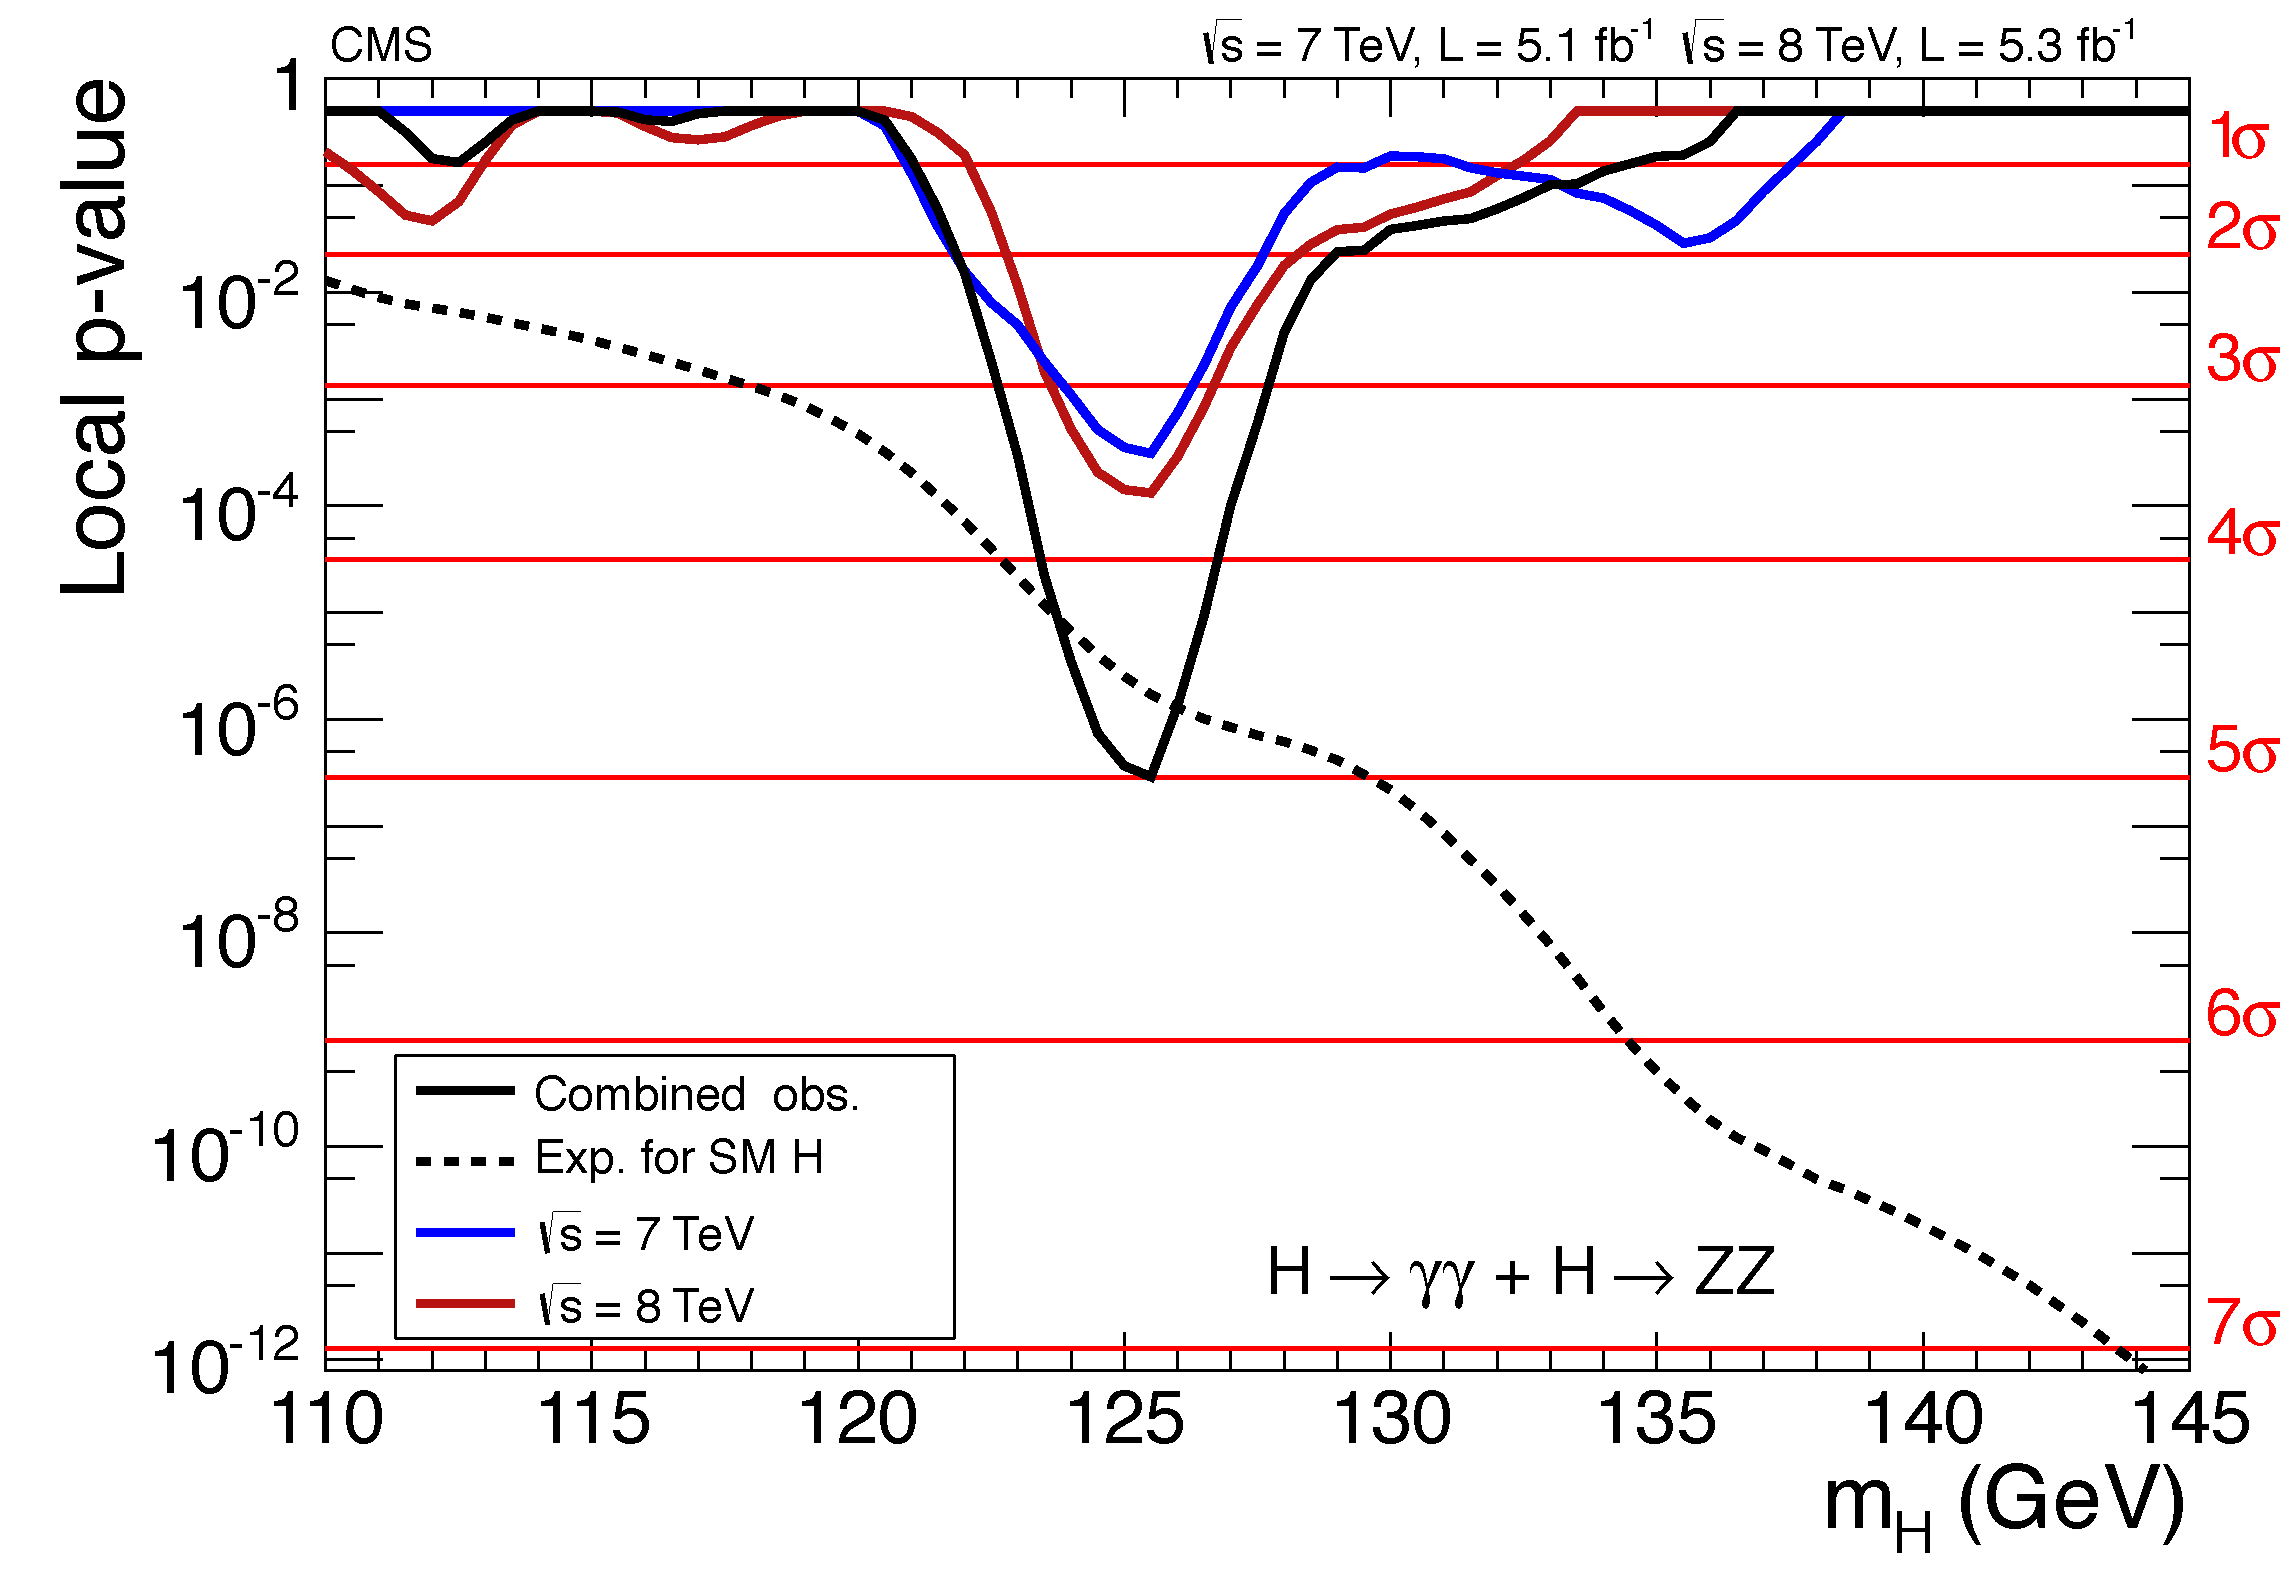 CMS √s = 7 TeV, L = 5.1 fb⁻¹ √s = 8 TeV, L = 5.3 fb⁻¹
Local p-value
1
10⁻²
10⁻⁴
10⁻⁶
10⁻⁸
10⁻¹⁰
10⁻¹²
1σ
2σ
3σ
4σ
5σ
6σ
7σ
Combined obs.
Exp. for SM H
√s = 7 TeV
√s = 8 TeV
H → γγ + H → ZZ
110 115 120 125 130 135 140 145
m_H (GeV)